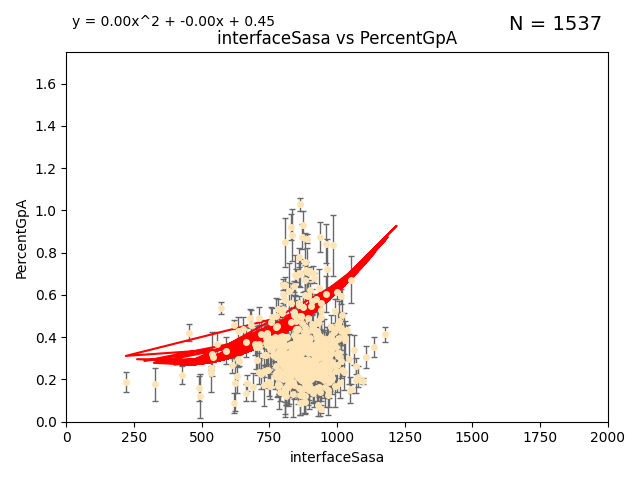 y = 0.00x^2 + -0.00x + 0.45
N = 1537
interfaceSasa vs PercentGpA
PercentGpA
1.6
1.4
1.2
1.0
0.8
0.6
0.4
0.2
0.0
0 250 500 750 1000 1250 1500 1750 2000
interfaceSasa